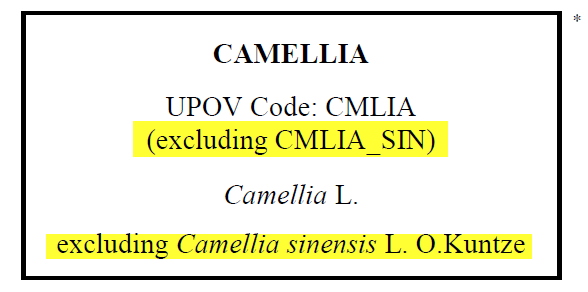 *
CAMELLIA
UPOV Code: CMLIA
(excluding CMLIA_SIN)
Camellia L.
excluding Camellia sinensis L. O.Kuntze